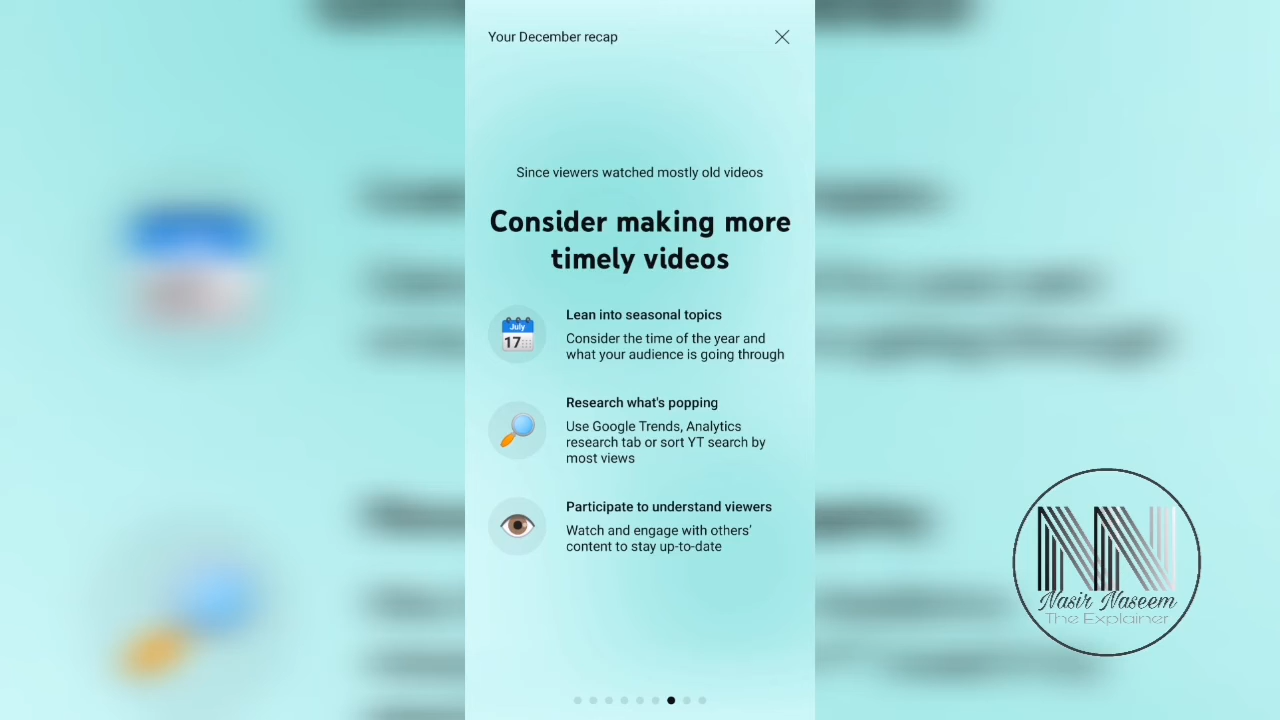 Your December recap
Since viewers watched mostly old videos
Consider making more
timely videos
July
17
Lean into seasonal topics
Consider the time of the year and
what your audience is going through
Research what's popping
Use Google Trends, Analytics
research tab or sort YT search by
most views
Participate to understand viewers
Watch and engage with others’
content to stay up-to-date
NN
Nasir Naseem
The Explainer